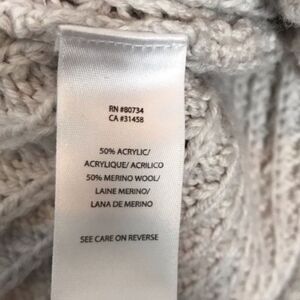 RN #80734
CA #31458
50% ACRYLIC/
ACRYLIQUE/ ACRILICO
50% MERINO WOOL/
LAINE MERINO/
LANA DE MERINO
SEE CARE ON REVERSE